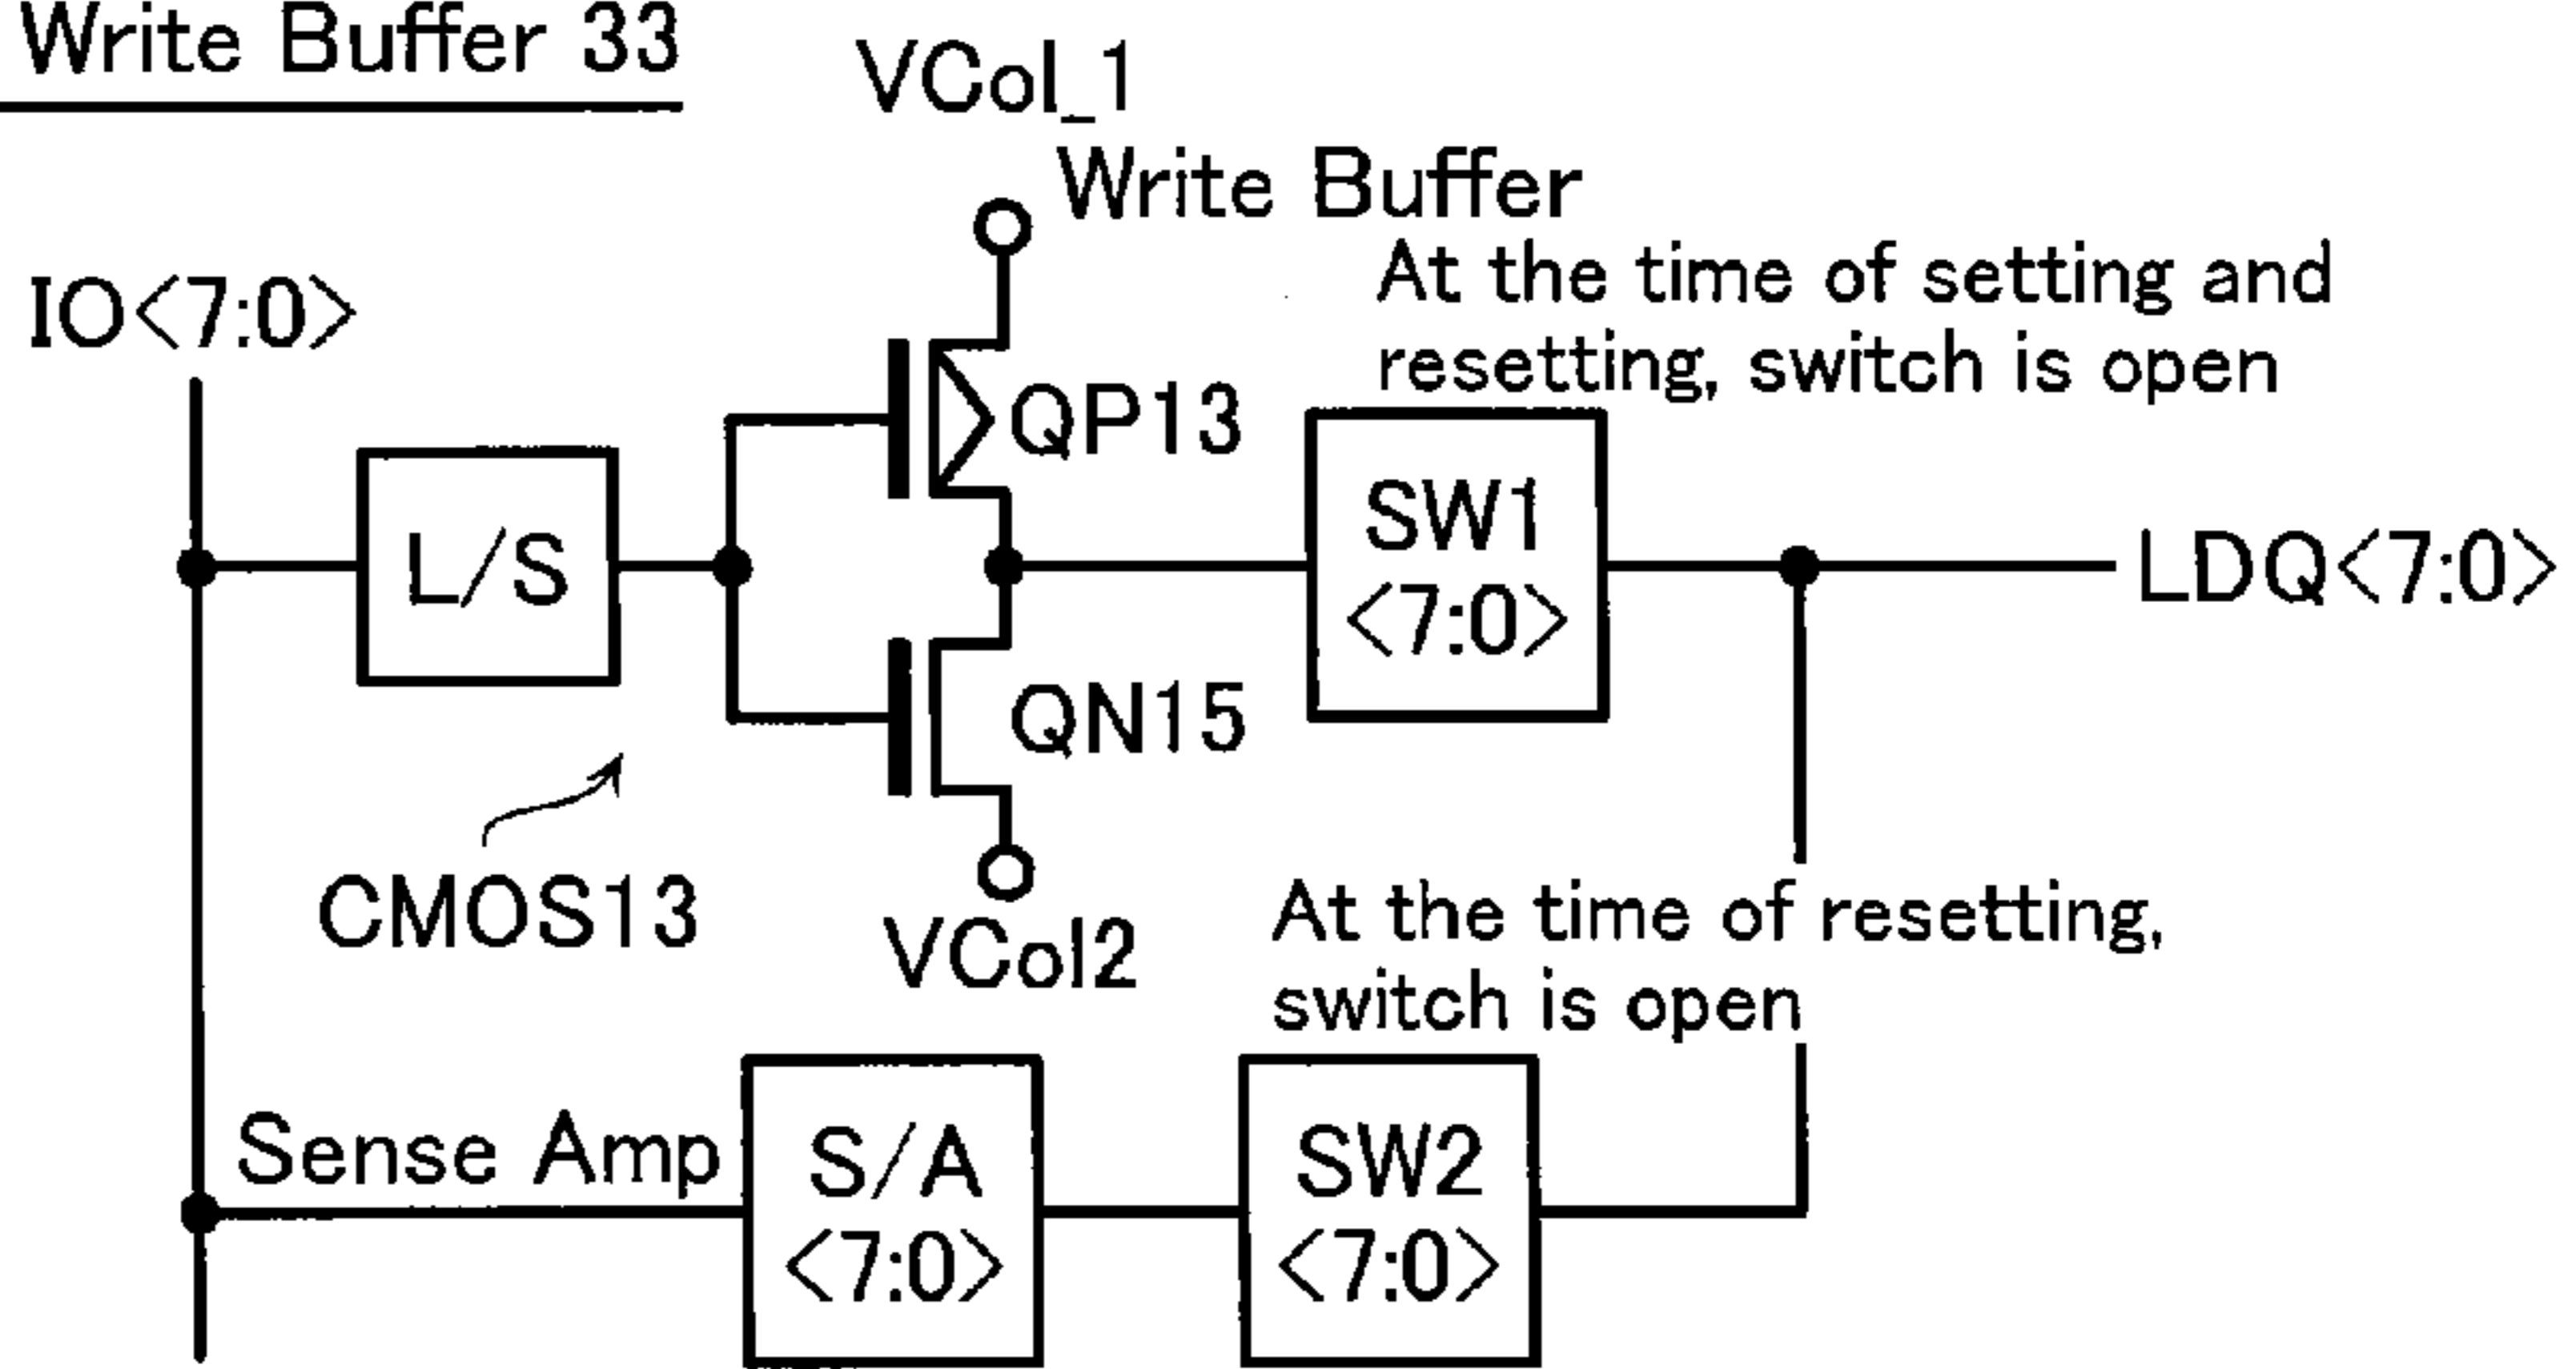 Write Buffer 33
VCol_1
Write Buffer
IO<7:0>
At the time of setting and
resetting, switch is open
QP13
L/S
SW1
<7:0>
LDQ<7:0>
QN15
CMOS13
VCol2
At the time of resetting,
switch is open
Sense Amp
S/A
<7:0>
SW2
<7:0>